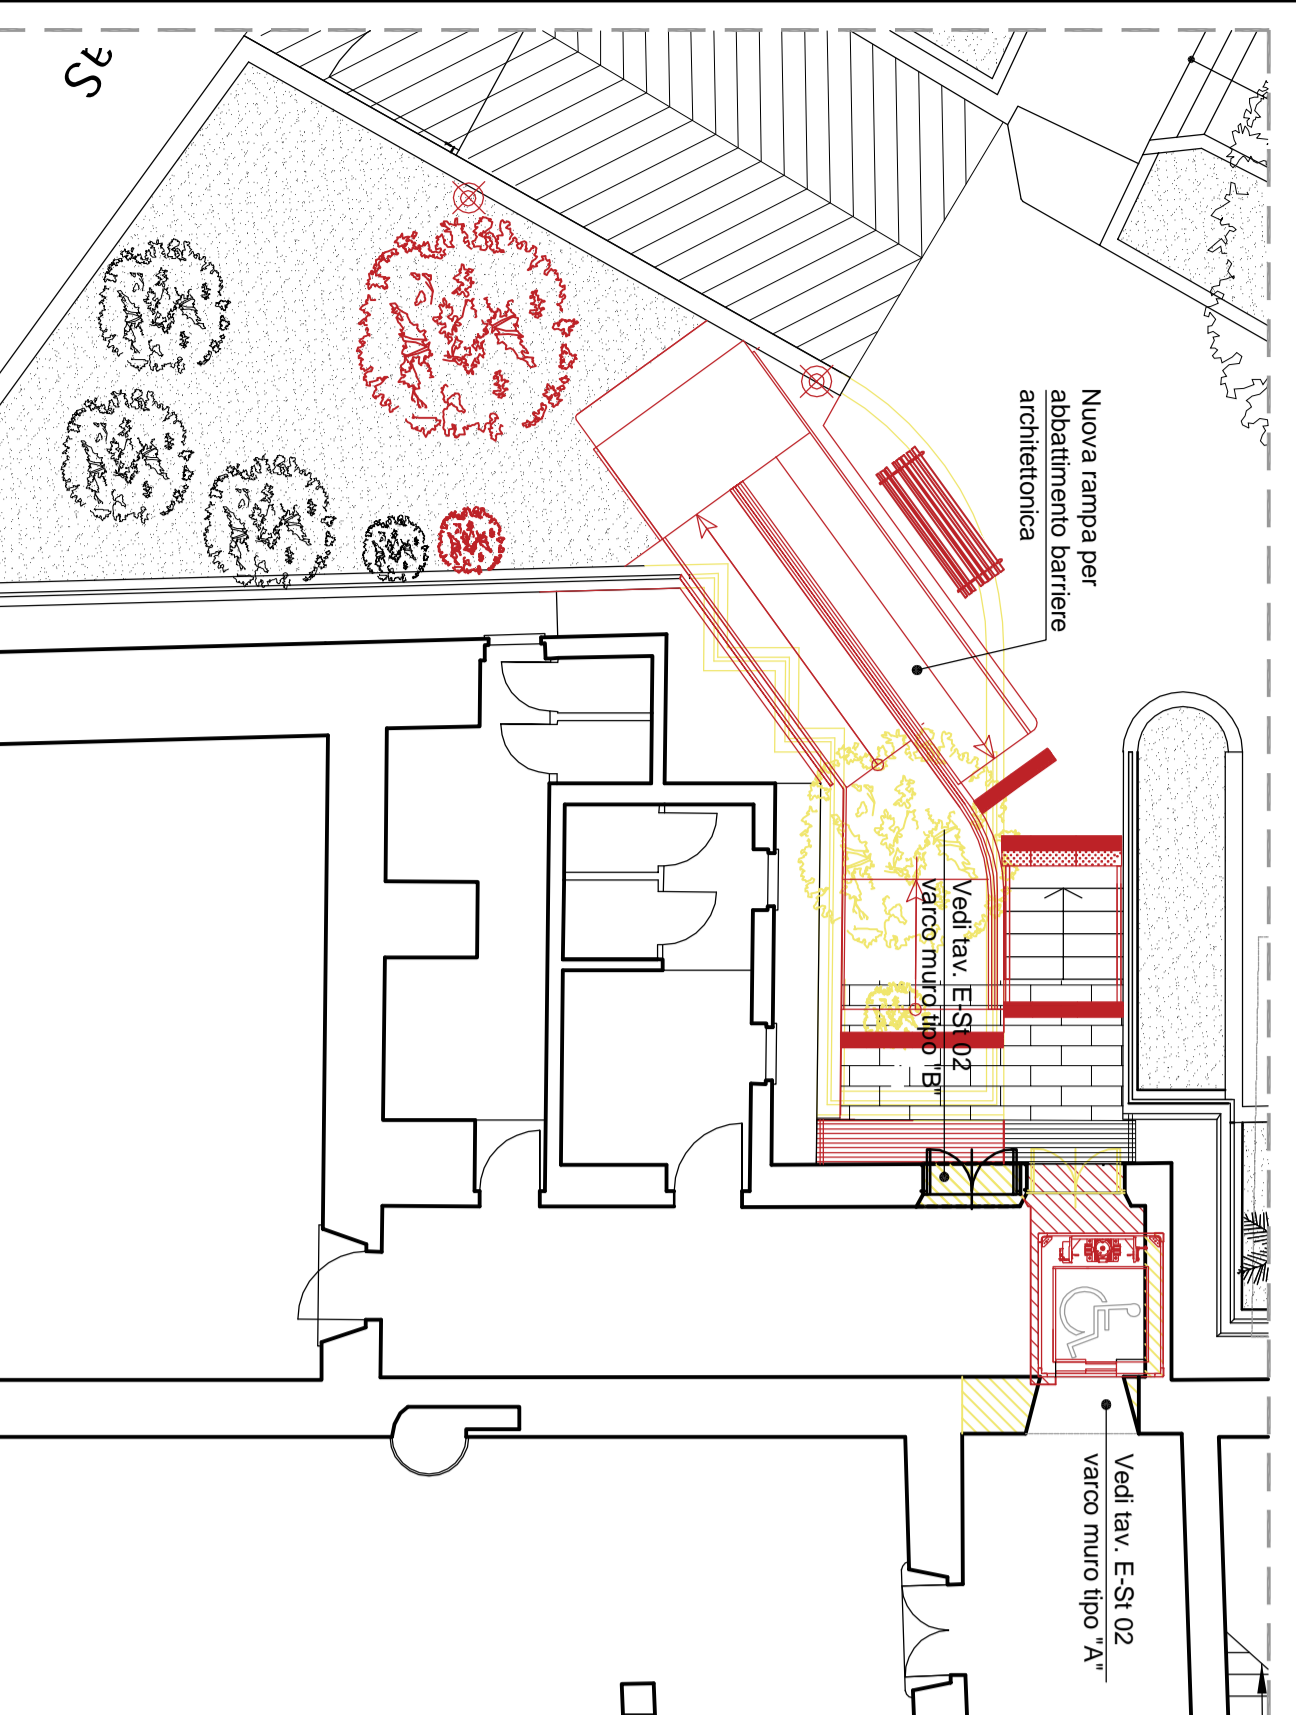 Nuova rampa per
abbattimento barriere
architettonica
Vedi tav. E-St 02
varco muro tipo "B"
Vedi tav. E-St 02
varco muro tipo "A"